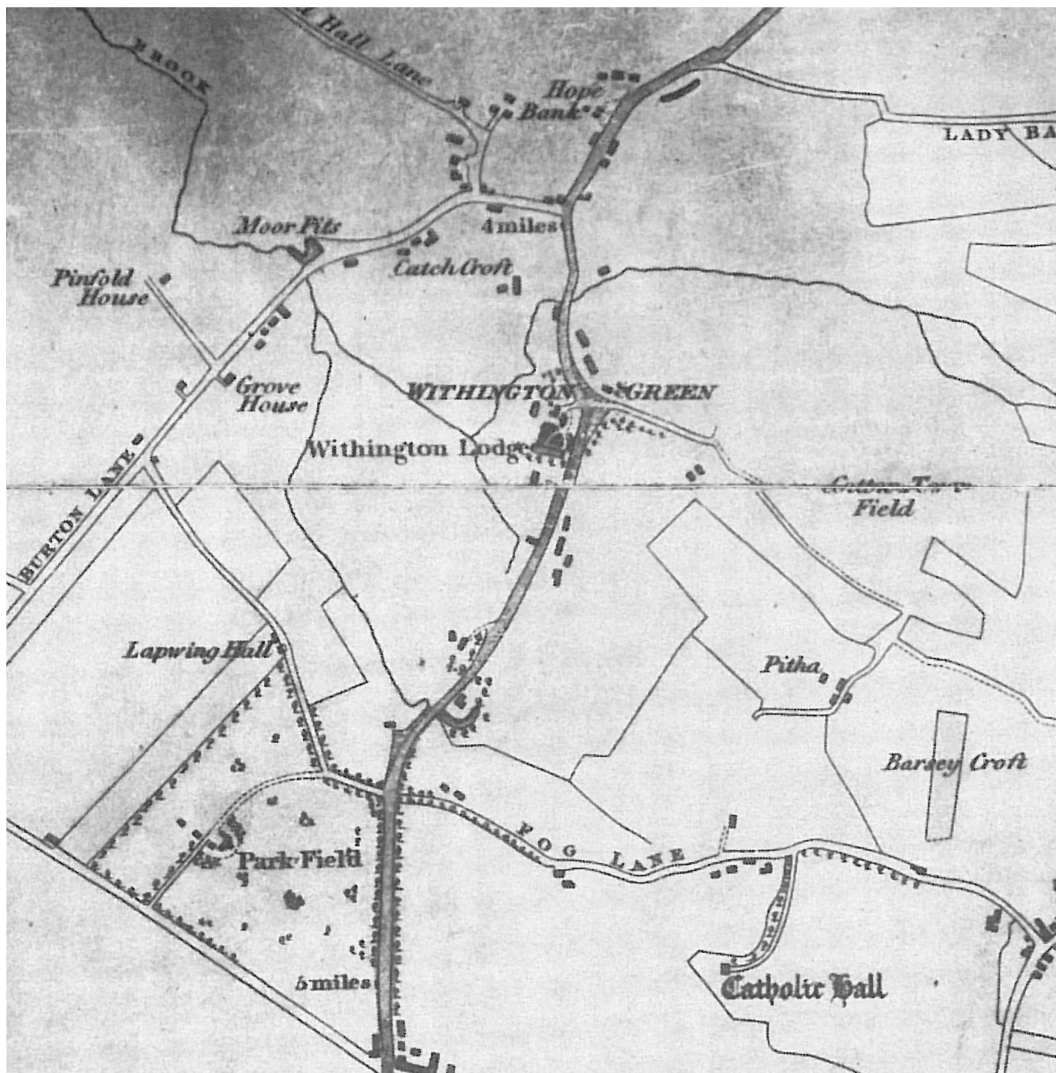 BROOK
Hall Lane
Hope
Bank
LADY BA
Moor Pits
4 miles
Catch Croft
Pinfold
House
Grove
House
WITHINGTON GREEN
Withington Lodge
BURTON LANE
Field
Lapwing Hall
Pitha
Barsey Croft
FOG LANE
Park Field
5 miles
Catholic Hall